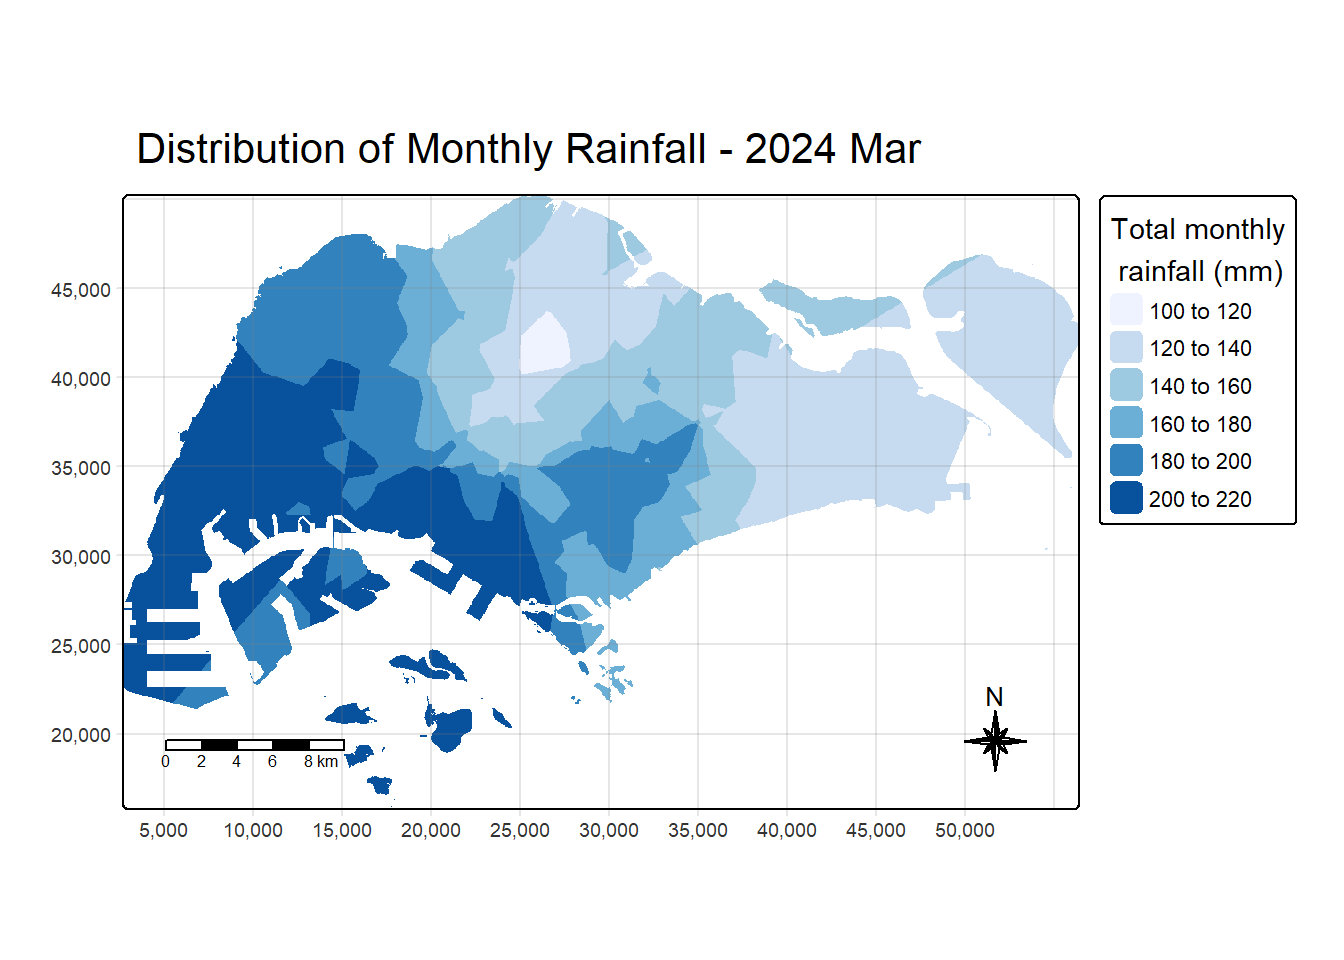 Distribution of Monthly Rainfall - 2024 Mar
Total monthly
rainfall (mm)
100 to 120
120 to 140
140 to 160
160 to 180
180 to 200
200 to 220
45,000
40,000
35,000
30,000
25,000
20,000
N
0 2 4 6 8 km
5,000 10,000 15,000 20,000 25,000 30,000 35,000 40,000 45,000 50,000